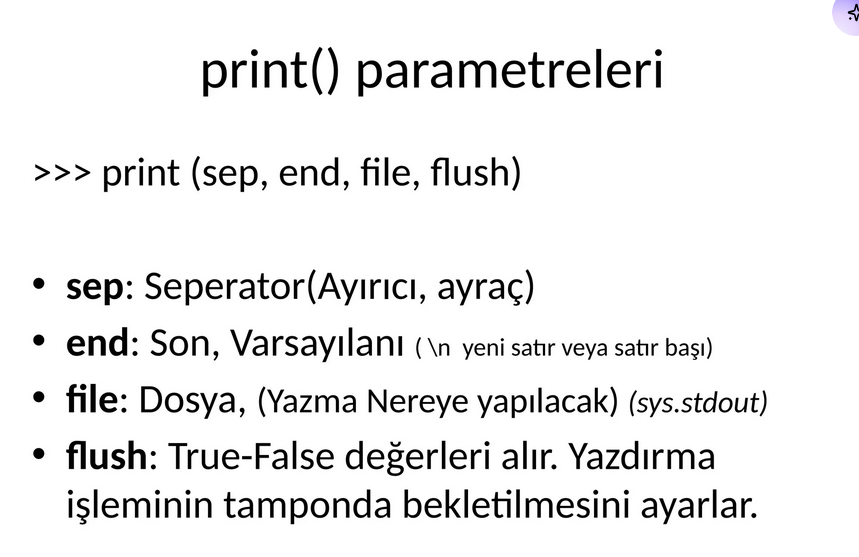 print() parametreleri
>>> print (sep, end, file, flush)
• sep: Seperator(Ayırıcı, ayraç)
• end: Son, Varsayılanı ( \n yeni satır veya satır başı)
• file: Dosya, (Yazma Nereye yapılacak) (sys.stdout)
• flush: True-False değerleri alır. Yazdırma
işleminin tamponda bekletilmesini ayarlar.